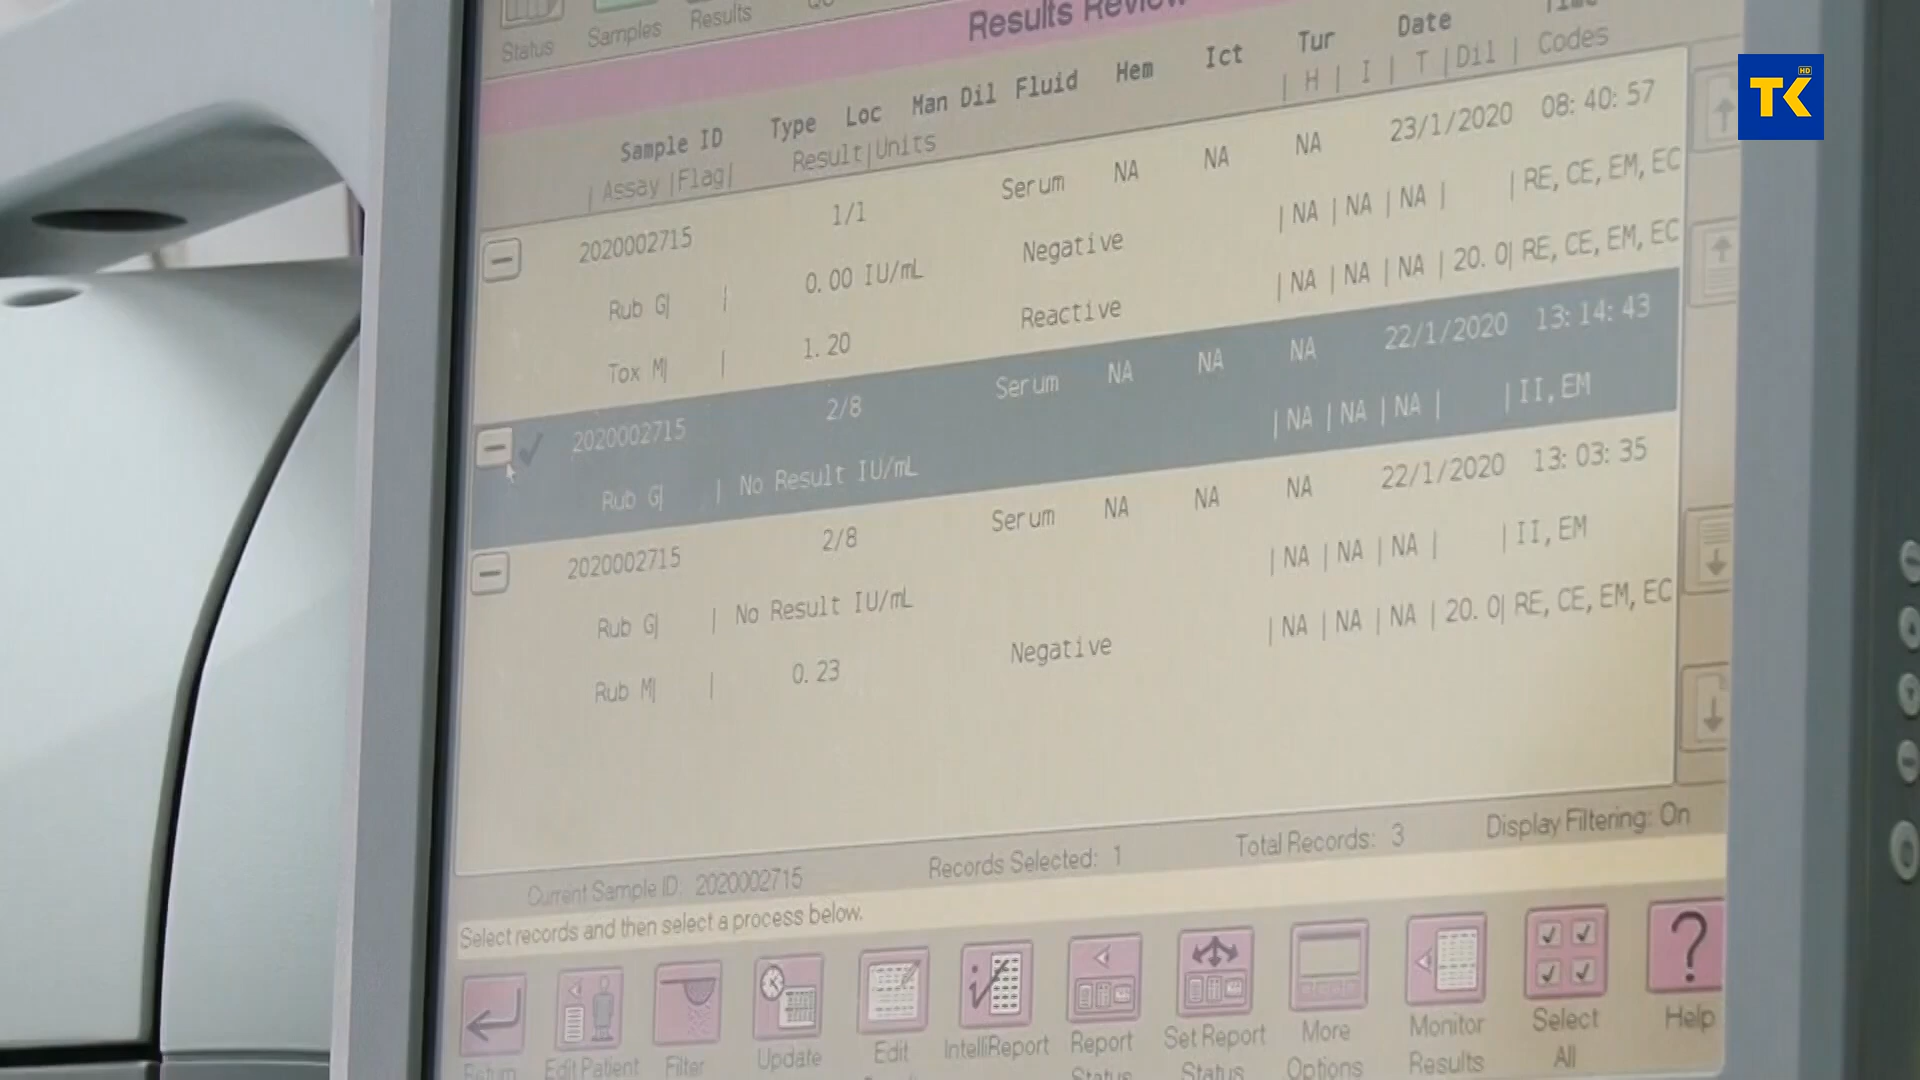 Status Samples Results
Results Review
Sample ID Type Loc Man Dil Fluid Hem Ict Tur Date Time
| Assay |Flag| Result|Units | H | I | T |Dil | Codes
2020002715 1/1 Serum NA NA NA 23/1/2020 08:40:57
Rub G| | 0.00 IU/mL Negative | NA | NA | NA | | RE, CE, EM, EC
Tox M| | 1.20 Reactive | NA | NA | NA | 20.0| RE, CE, EM, EC
2020002715 2/8 Serum NA NA NA 22/1/2020 13:14:43
Rub G| | No Result IU/mL | NA | NA | NA | | II, EM
2020002715 2/8 Serum NA NA NA 22/1/2020 13:03:35
Rub G| | No Result IU/mL | NA | NA | NA | | II, EM
Rub M| | 0.23 Negative | NA | NA | NA | 20.0| RE, CE, EM, EC
Current Sample ID: 2020002715 Records Selected: 1 Total Records: 3 Display Filtering: On
Select records and then select a process below.
Return Edit Patient Filter Update Edit IntelliReport Report Status Set Report Status More Options Monitor Results Select All Help
TK HD